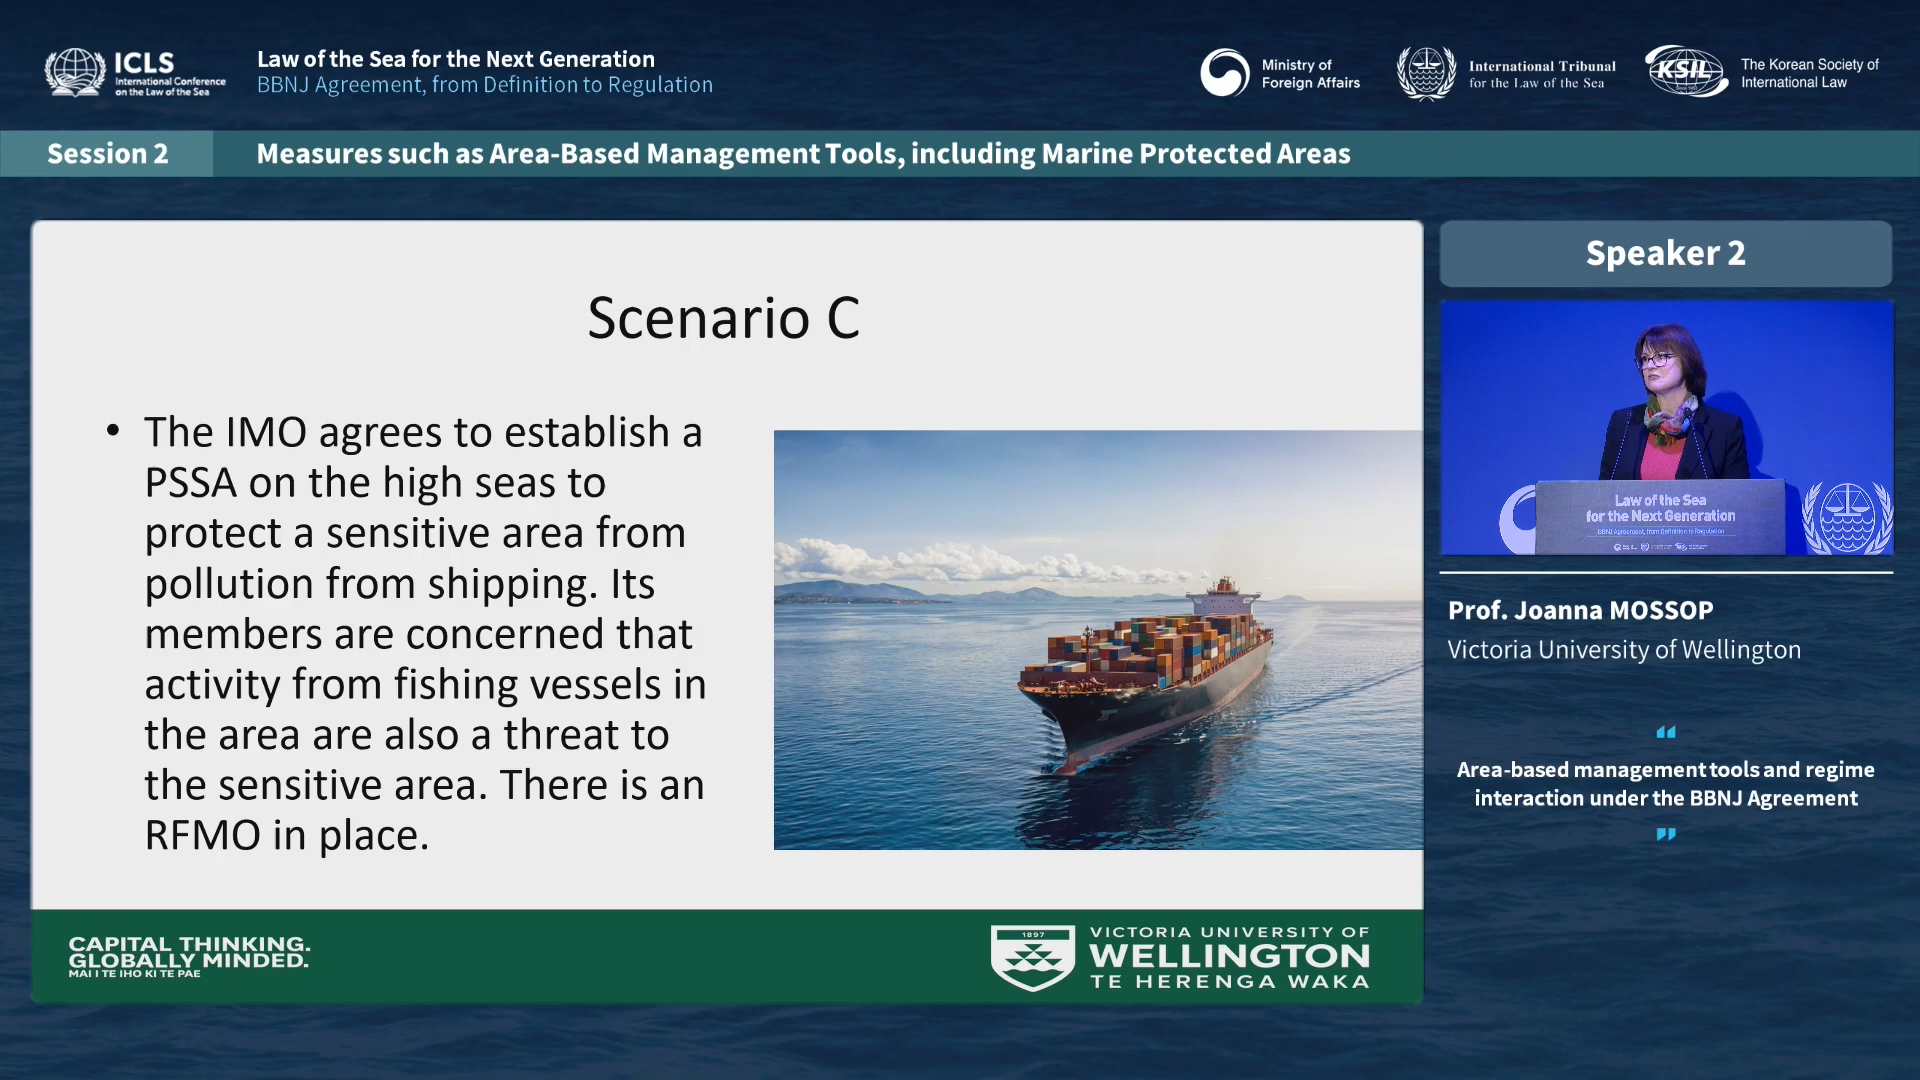 ICLS
International Conference
on the Law of the Sea
Law of the Sea for the Next Generation
BBNJ Agreement, from Definition to Regulation
Ministry of
Foreign Affairs
International Tribunal
for the Law of the Sea
KSIL
The Korean Society of
International Law
Session 2
Measures such as Area-Based Management Tools, including Marine Protected Areas
Scenario C
• The IMO agrees to establish a
PSSA on the high seas to
protect a sensitive area from
pollution from shipping. Its
members are concerned that
activity from fishing vessels in
the area are also a threat to
the sensitive area. There is an
RFMO in place.
CAPITAL THINKING.
GLOBALLY MINDED.
MAI I TE IHO KI TE PAE
1897
VICTORIA UNIVERSITY OF
WELLINGTON
TE HERENGA WAKA
Speaker 2
Law of the Sea
for the Next Generation
BBNJ Agreement, from Definition to Regulation
Prof. Joanna MOSSOP
Victoria University of Wellington
“
Area-based management tools and regime
interaction under the BBNJ Agreement
”